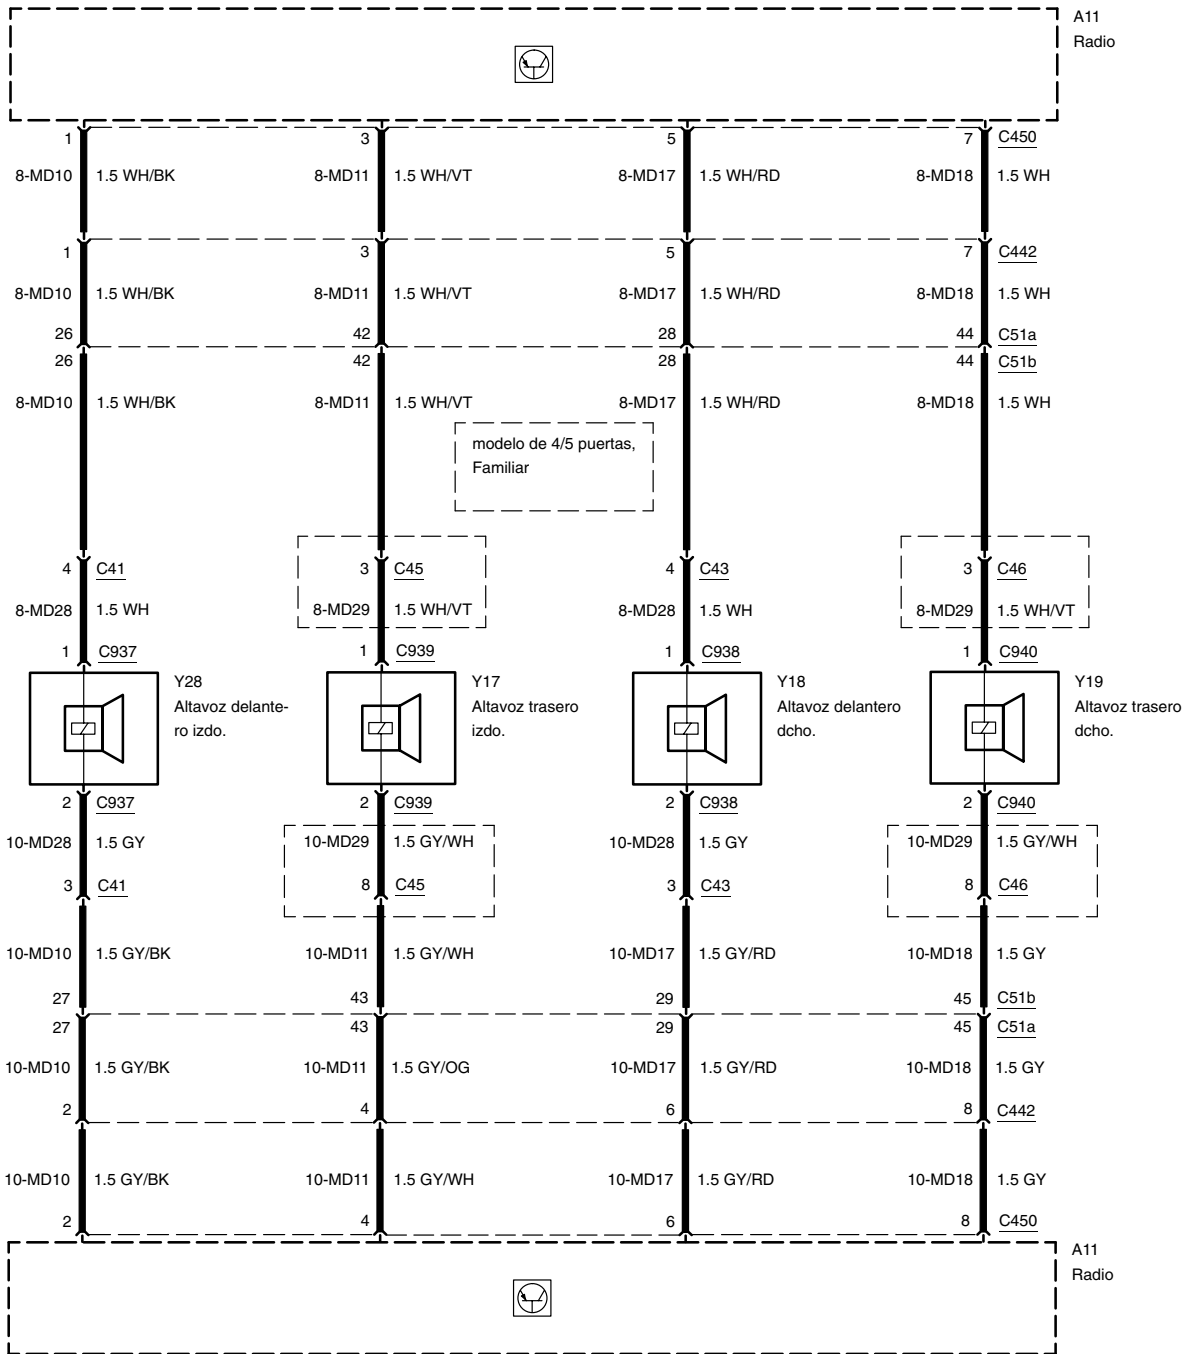 A11
Radio
1 3 5 7 C450
8-MD10 1.5 WH/BK 8-MD11 1.5 WH/VT 8-MD17 1.5 WH/RD 8-MD18 1.5 WH
1 3 5 7 C442
8-MD10 1.5 WH/BK 8-MD11 1.5 WH/VT 8-MD17 1.5 WH/RD 8-MD18 1.5 WH
26 42 28 44 C51a
26 42 28 44 C51b
8-MD10 1.5 WH/BK 8-MD11 1.5 WH/VT 8-MD17 1.5 WH/RD 8-MD18 1.5 WH
modelo de 4/5 puertas,
Familiar
4 C41 3 C45 4 C43 3 C46
8-MD28 1.5 WH 8-MD29 1.5 WH/VT 8-MD28 1.5 WH 8-MD29 1.5 WH/VT
1 C937 1 C939 1 C938 1 C940
Y28
Altavoz delante-
ro izdo.
Y17
Altavoz trasero
izdo.
Y18
Altavoz delantero
dcho.
Y19
Altavoz trasero
dcho.
2 C937 2 C939 2 C938 2 C940
10-MD28 1.5 GY 10-MD29 1.5 GY/WH 10-MD28 1.5 GY 10-MD29 1.5 GY/WH
3 C41 8 C45 3 C43 8 C46
10-MD10 1.5 GY/BK 10-MD11 1.5 GY/WH 10-MD17 1.5 GY/RD 10-MD18 1.5 GY
27 43 29 45 C51b
27 43 29 45 C51a
10-MD10 1.5 GY/BK 10-MD11 1.5 GY/OG 10-MD17 1.5 GY/RD 10-MD18 1.5 GY
2 4 6 8 C442
10-MD10 1.5 GY/BK 10-MD11 1.5 GY/WH 10-MD17 1.5 GY/RD 10-MD18 1.5 GY
2 4 6 8 C450
A11
Radio